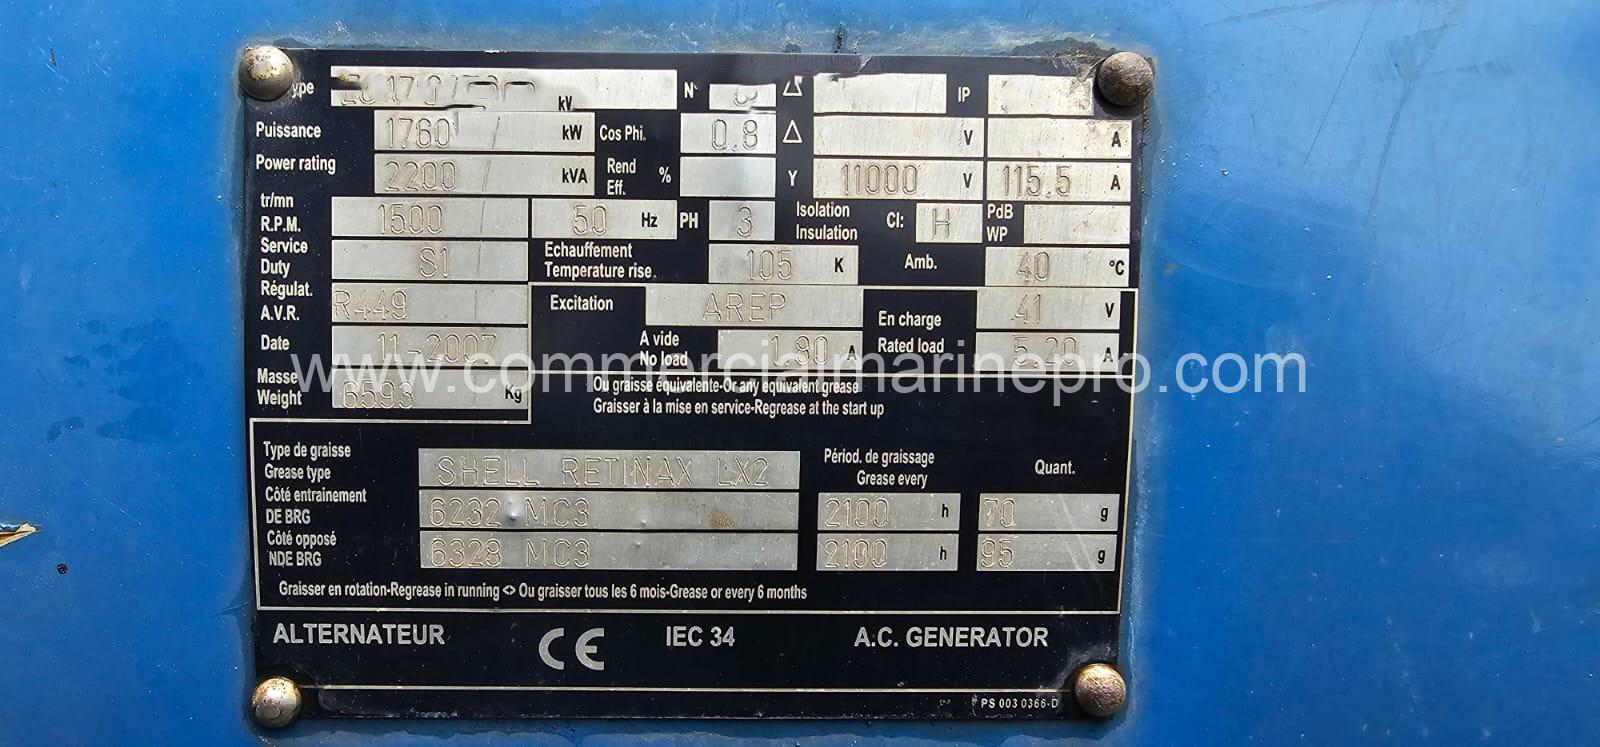 ype kV N° IP
Puissance 1760 kW Cos Phi. 0.8 Δ V A
Power rating 2200 kVA Rend Eff. % Y 11000 V 115.5 A
tr/mn R.P.M. 1500 50 Hz PH 3 Isolation Insulation Cl: H PdB WP
Service Duty S1 Echauffement Temperature rise. 105 K Amb. 40 °C
Régulat. A.V.R. R449 Excitation AREP En charge 41 V
Date 11-2007 A vide No load 1.90 A Rated load 5.20 A
www.commercialmarinepro.com
Masse Weight 6593 Kg
Ou graisse équivalente-Or any equivalent grease
Graisser à la mise en service-Regrease at the start up
Type de graisse Grease type SHELL RETINAX LX2 Périod. de graissage Grease every Quant.
Côté entrainement DE BRG 6232 MC3 2100 h 70 g
Côté opposé NDE BRG 6328 MC3 2100 h 95 g
Graisser en rotation-Regrease in running <> Ou graisser tous les 6 mois-Grease or every 6 months
ALTERNATEUR CE IEC 34 A.C. GENERATOR
PS 003 0366-D